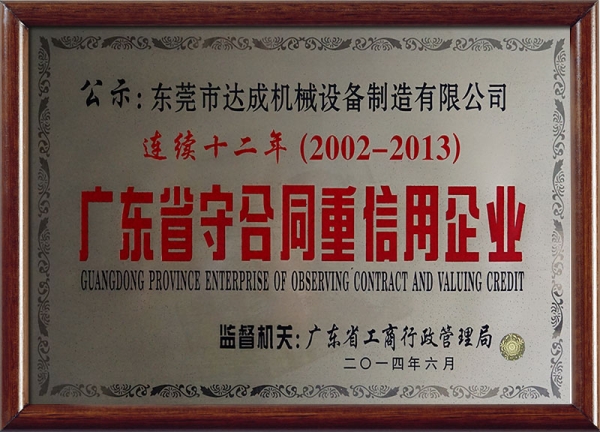 公示：东莞市达成机械设备制造有限公司
连续十二年(2002-2013)
广东省守合同重信用企业
GUANGDONG PROVINCE ENTERPRISE OF OBSERVING CONTRACT AND VALUING CREDIT
监督机关：广东省工商行政管理局
二〇一四年六月